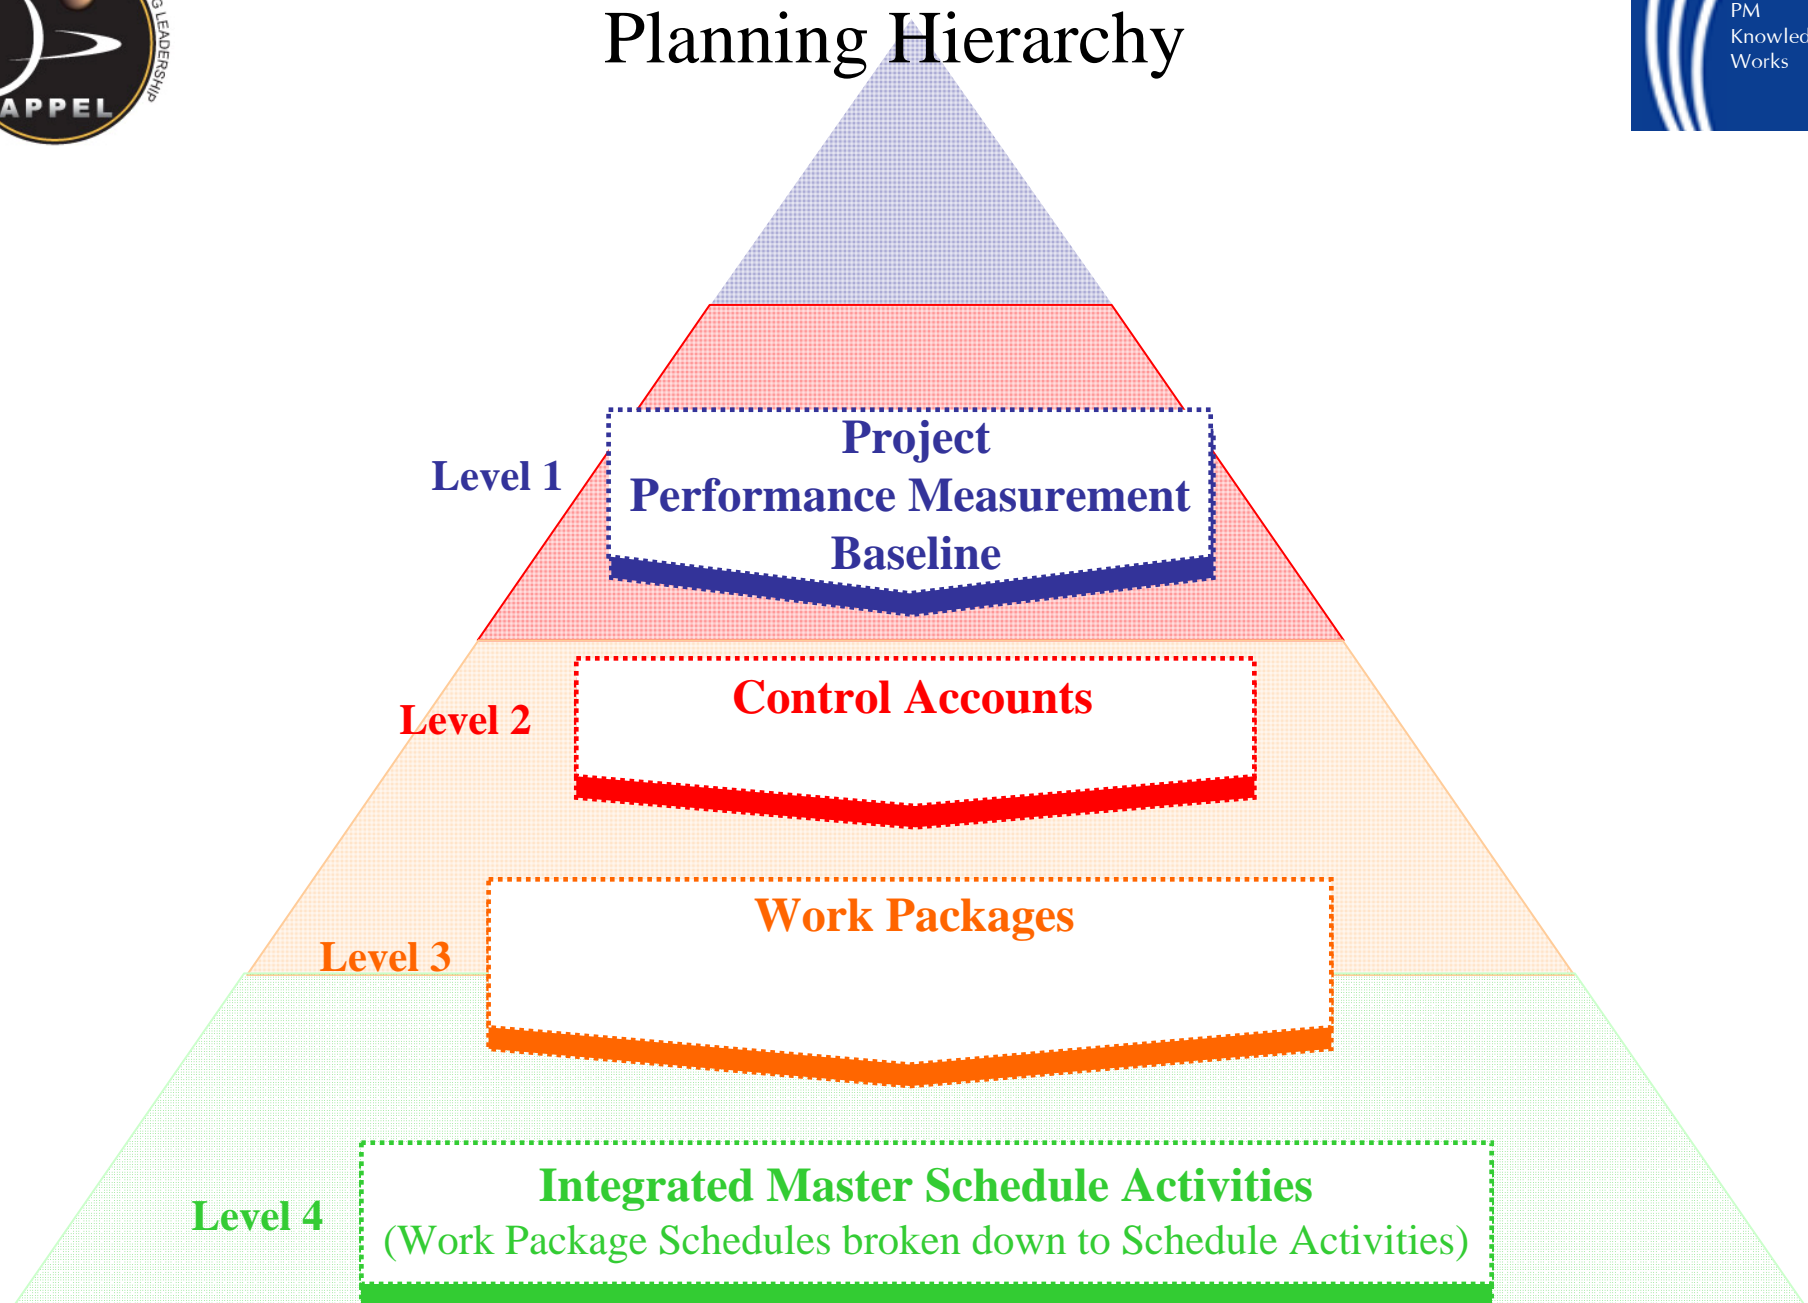 Planning Hierarchy
G LEADERSHIP
APPEL
PM
Works
Project
Performance Measurement
Baseline
Level 1
Control Accounts
Level 2
Work Packages
Level 3
Integrated Master Schedule Activities
(Work Package Schedules broken down to Schedule Activities)
Level 4